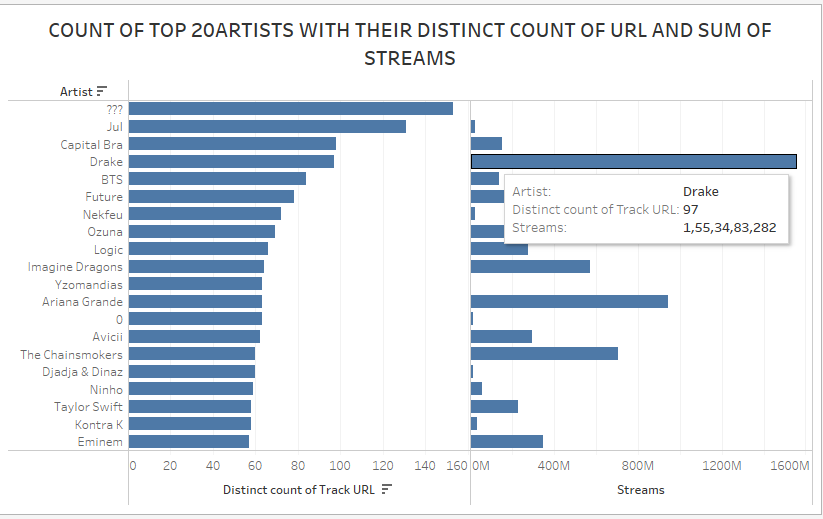 COUNT OF TOP 20ARTISTS WITH THEIR DISTINCT COUNT OF URL AND SUM OF
STREAMS
Artist
???
Jul
Capital Bra
Drake
BTS
Future
Nekfeu
Ozuna
Logic
Imagine Dragons
Yzomandias
Ariana Grande
0
Avicii
The Chainsmokers
Djadja & Dinaz
Ninho
Taylor Swift
Kontra K
Eminem
Artist: Drake
Distinct count of Track URL: 97
Streams: 1,55,34,83,282
0 20 40 60 80 100 120 140 160 0M 400M 800M 1200M 1600M
Distinct count of Track URL Streams